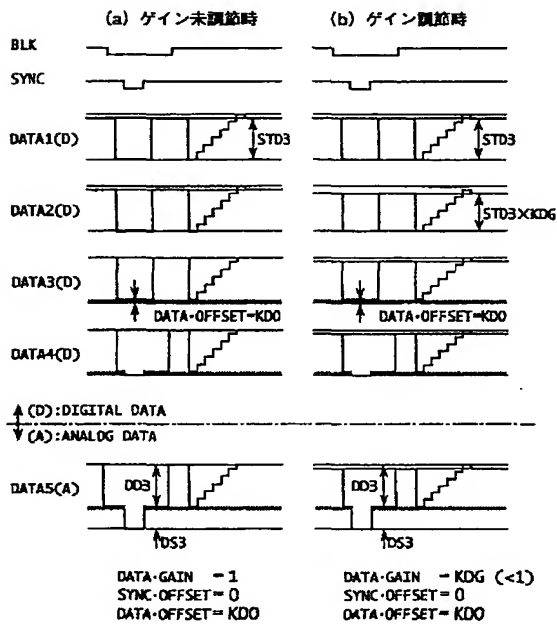 (a) ゲイン未調節時
(b) ゲイン調節時
BLK
SYNC
DATA1(D)
STD3
STD3
DATA2(D)
STD3×KDG
DATA3(D)
DATA·OFFSET=KDO
DATA·OFFSET=KDO
DATA4(D)
(D):DIGITAL DATA
(A):ANALOG DATA
DATA5(A)
DD3
DD3
DS3
DS3
DATA·GAIN =1
SYNC·OFFSET=0
DATA·OFFSET=KDO
DATA·GAIN =KDG (<1)
SYNC·OFFSET=0
DATA·OFFSET=KDO